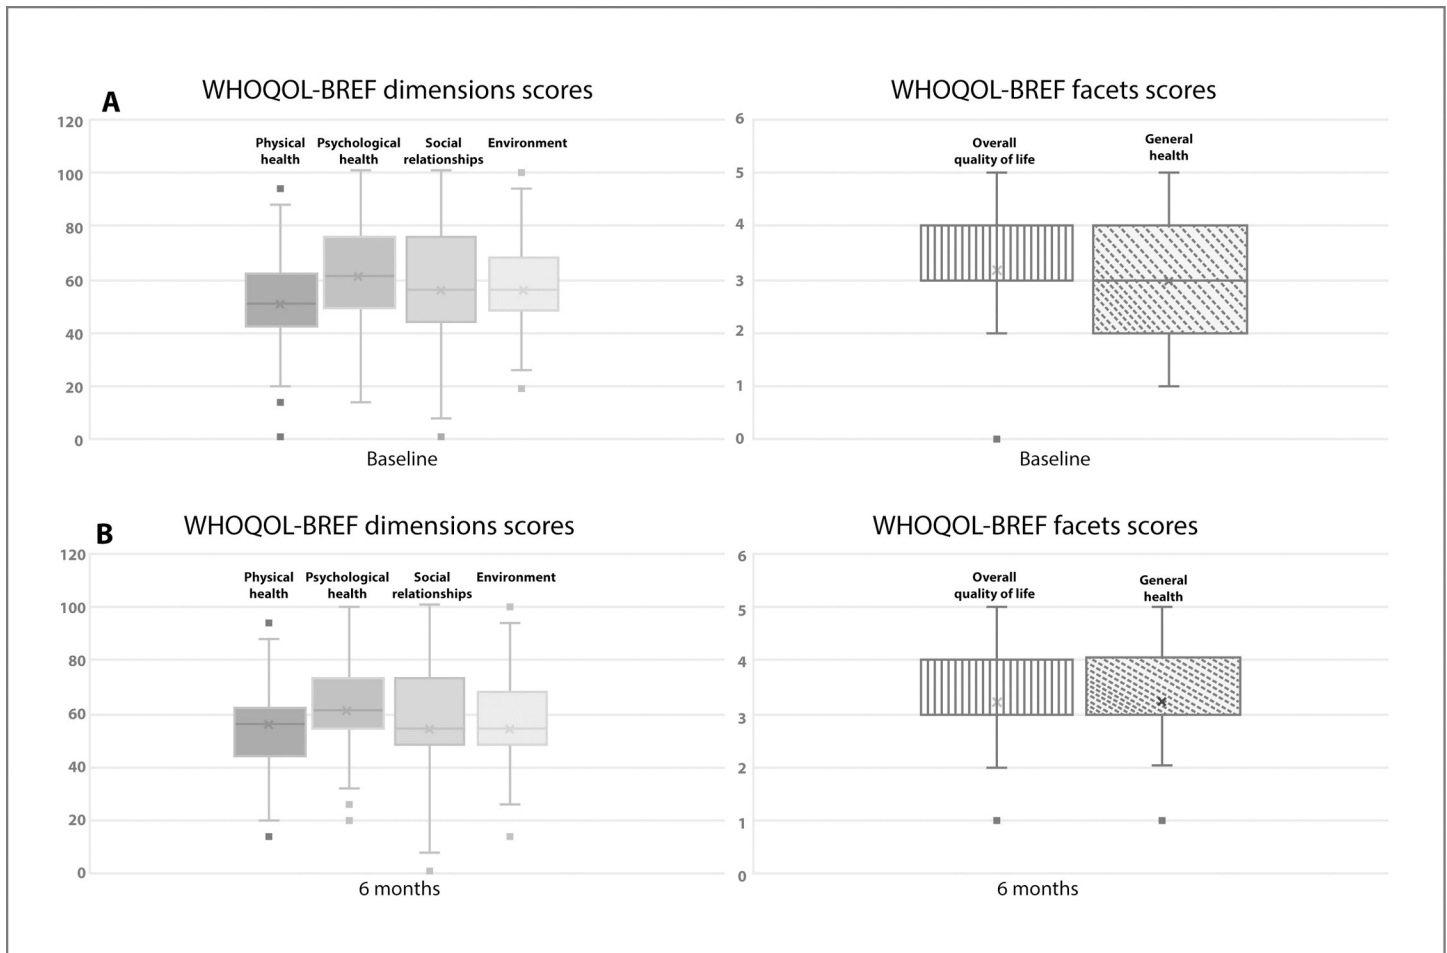 A
WHOQOL-BREF dimensions scores
120
100
80
60
40
20
0
Physical
health
Psychological
health
Social
relationships
Environment
Baseline
WHOQOL-BREF facets scores
6
5
4
3
2
1
0
Overall
quality of life
General
health
Baseline
B
WHOQOL-BREF dimensions scores
120
100
80
60
40
20
0
Physical
health
Psychological
health
Social
relationships
Environment
6 months
WHOQOL-BREF facets scores
6
5
4
3
2
1
0
Overall
quality of life
General
health
6 months